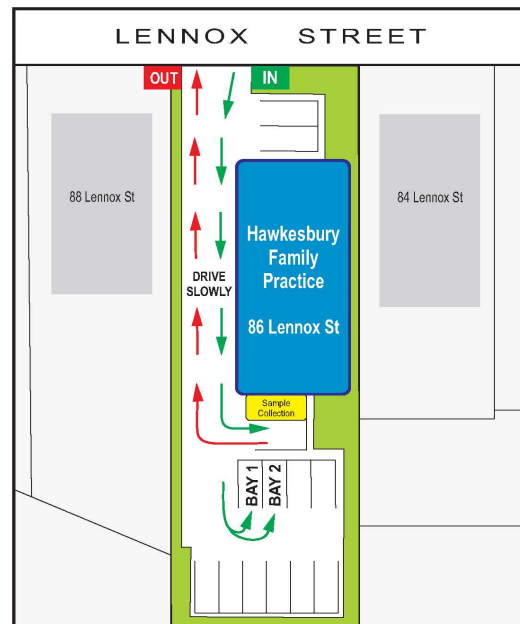 LENNOX STREET
OUT
IN
88 Lennox St
Hawkesbury
Family
Practice
86 Lennox St
84 Lennox St
DRIVE
SLOWLY
Sample
Collection
BAY 1
BAY 2